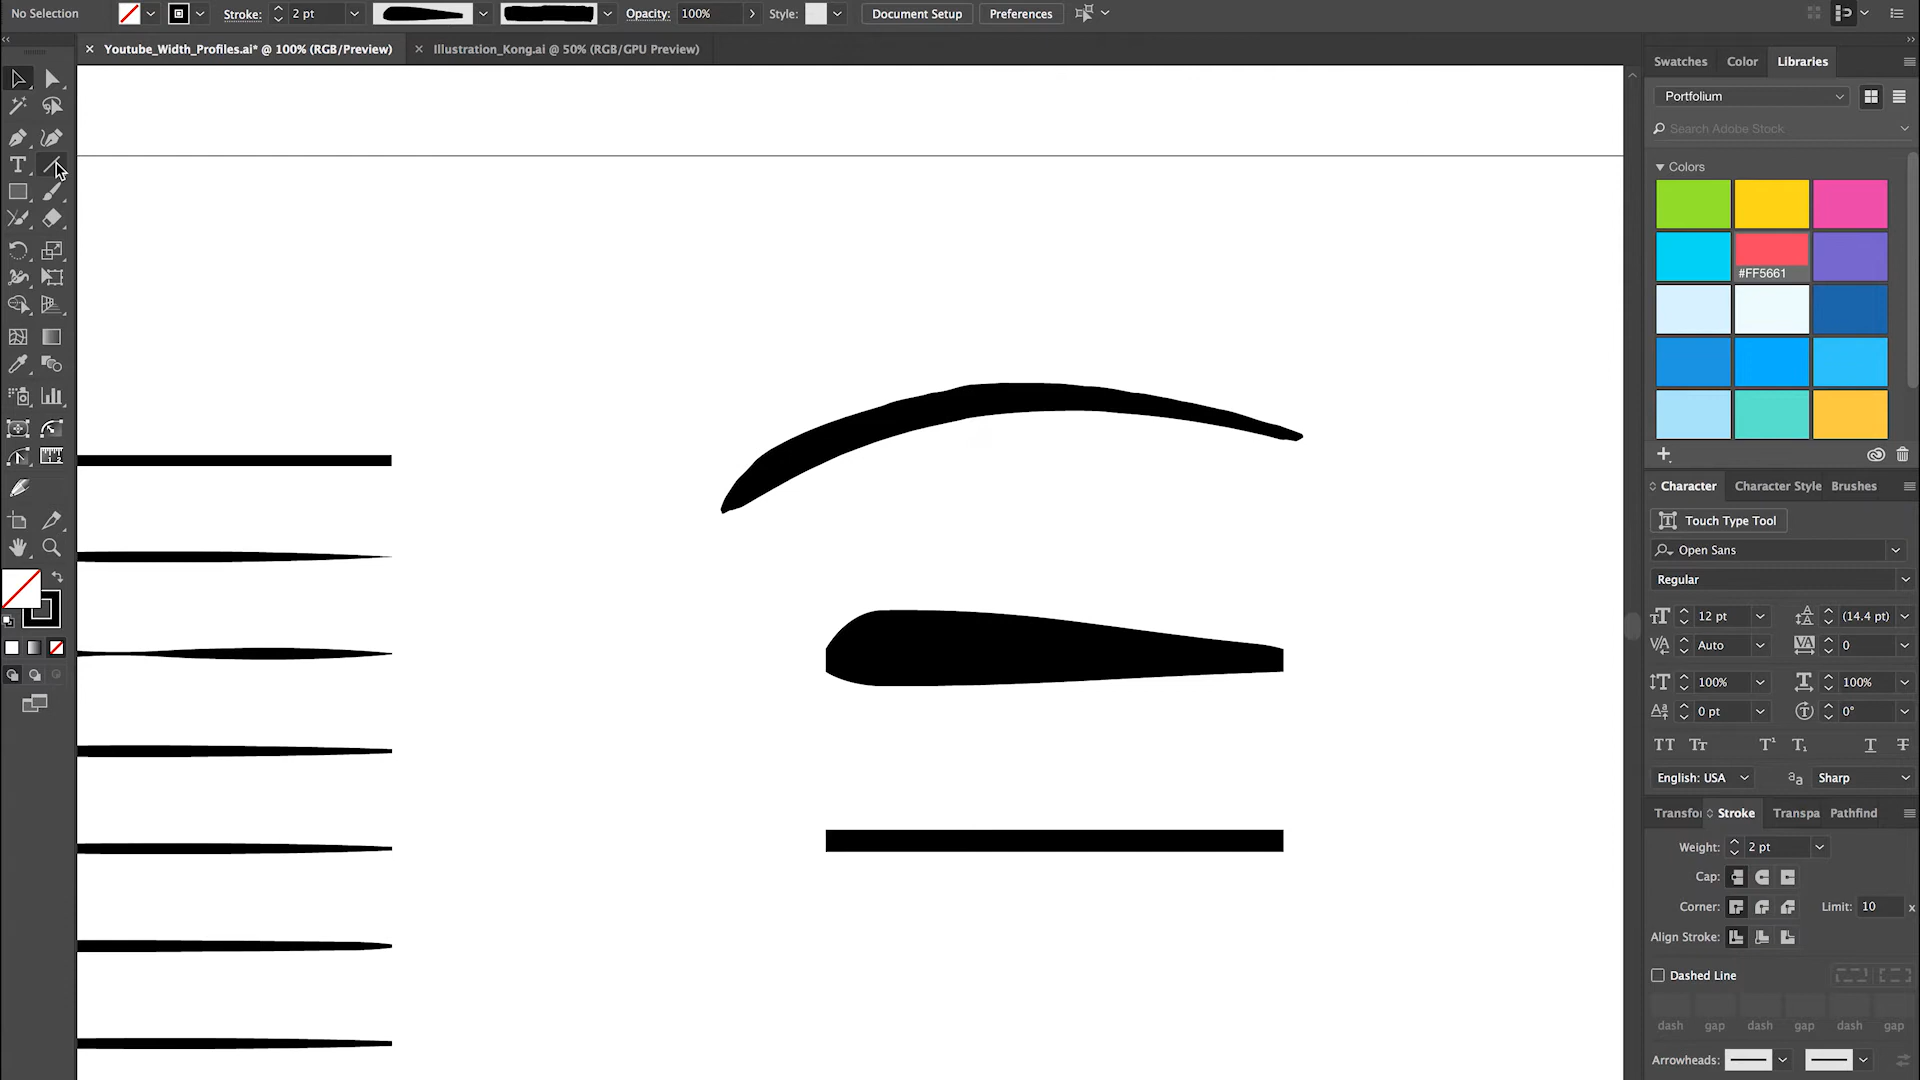 No Selection
Stroke:
2 pt
Opacity:
100%
Style:
Document Setup
Preferences
Youtube_Width_Profiles.ai* @ 100% (RGB/Preview)
Illustration_Kong.ai @ 50% (RGB/GPU Preview)
Swatches
Color
Libraries
Portfolium
Search Adobe Stock
Colors
#FF5661
Character
Character Style
Brushes
Touch Type Tool
Open Sans
Regular
12 pt
(14.4 pt)
Auto
0
100%
100%
0 pt
0°
English: USA
Sharp
Transfo
Stroke
Transpa
Pathfind
Weight:
2 pt
Cap:
Corner:
Limit:
10
x
Align Stroke:
Dashed Line
dash
gap
dash
gap
dash
gap
Arrowheads: